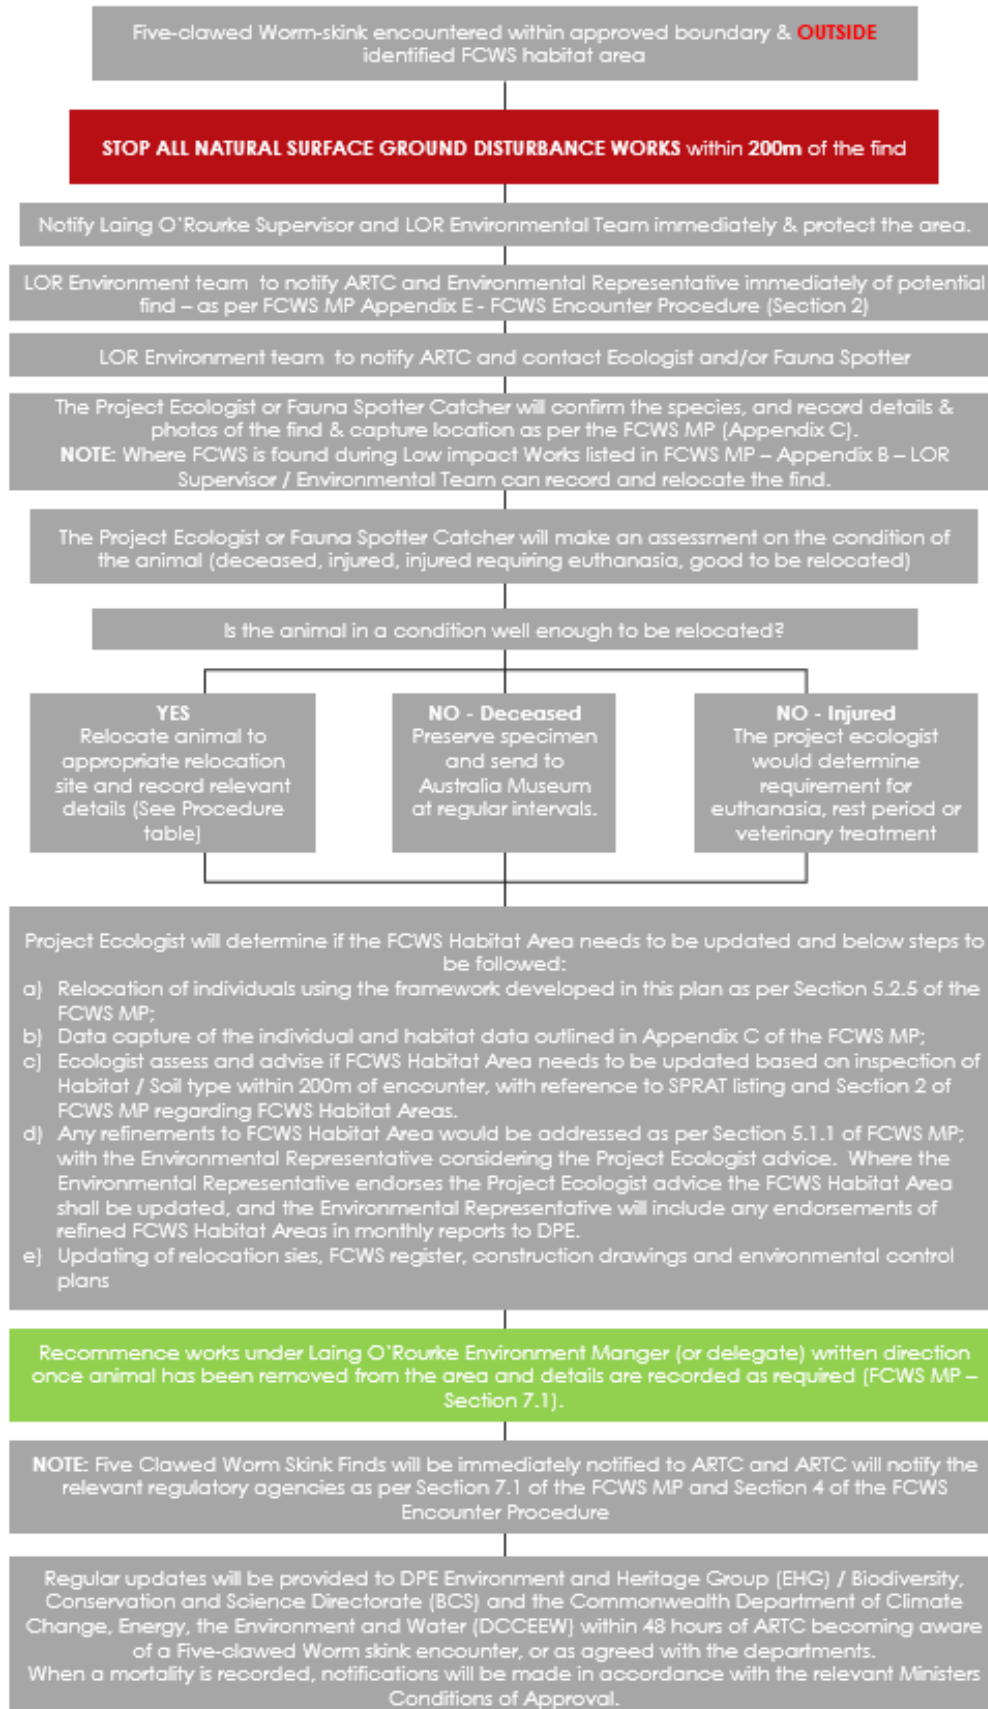 Five-clawed Worm-skink encountered within approved boundary & OUTSIDE
identified FCWS habitat area
STOP ALL NATURAL SURFACE GROUND DISTURBANCE WORKS within 200m of the find
Notify Laing O'Rourke Supervisor and LOR Environmental Team immediately & protect the area.
LOR Environment team to notify ARTC and Environmental Representative immediately of potential
find – as per FCWS MP Appendix E - FCWS Encounter Procedure (Section 2)
LOR Environment team to notify ARTC and contact Ecologist and/or Fauna Spotter
The Project Ecologist or Fauna Spotter Catcher will confirm the species, and record details &
photos of the find & capture location as per the FCWS MP (Appendix C).
NOTE: Where FCWS is found during Low impact Works listed in FCWS MP – Appendix B – LOR
Supervisor / Environmental Team can record and relocate the find.
The Project Ecologist or Fauna Spotter Catcher will make an assessment on the condition of
the animal (deceased, injured, injured requiring euthanasia, good to be relocated)
Is the animal in a condition well enough to be relocated?
YES
Relocate animal to
appropriate relocation
site and record relevant
details (See Procedure
table)
NO - Deceased
Preserve specimen
and send to
Australia Museum
at regular intervals.
NO - Injured
The project ecologist
would determine
requirement for
euthanasia, rest period or
veterinary treatment
Project Ecologist will determine if the FCWS Habitat Area needs to be updated and below steps to
be followed:
a) Relocation of individuals using the framework developed in this plan as per Section 5.2.5 of the
FCWS MP;
b) Data capture of the individual and habitat data outlined in Appendix C of the FCWS MP;
c) Ecologist assess and advise if FCWS Habitat Area needs to be updated based on inspection of
Habitat / Soil type within 200m of encounter, with reference to SPRAT listing and Section 2 of
FCWS MP regarding FCWS Habitat Areas.
d) Any refinements to FCWS Habitat Area would be addressed as per Section 5.1.1 of FCWS MP;
with the Environmental Representative considering the Project Ecologist advice. Where the
Environmental Representative endorses the Project Ecologist advice the FCWS Habitat Area
shall be updated, and the Environmental Representative will include any endorsements of
refined FCWS Habitat Areas in monthly reports to DPE.
e) Updating of relocation sies, FCWS register, construction drawings and environmental control
plans
Recommence works under Laing O'Rourke Environment Manger (or delegate) written direction
once animal has been removed from the area and details are recorded as required (FCWS MP –
Section 7.1).
NOTE: Five Clawed Worm Skink Finds will be immediately notified to ARTC and ARTC will notify the
relevant regulatory agencies as per Section 7.1 of the FCWS MP and Section 4 of the FCWS
Encounter Procedure
Regular updates will be provided to DPE Environment and Heritage Group (EHG) / Biodiversity,
Conservation and Science Directorate (BCS) and the Commonwealth Department of Climate
Change, Energy, the Environment and Water (DCCEEW) within 48 hours of ARTC becoming aware
of a Five-clawed Worm skink encounter, or as agreed with the departments.
When a mortality is recorded, notifications will be made in accordance with the relevant Ministers
Conditions of Approval.